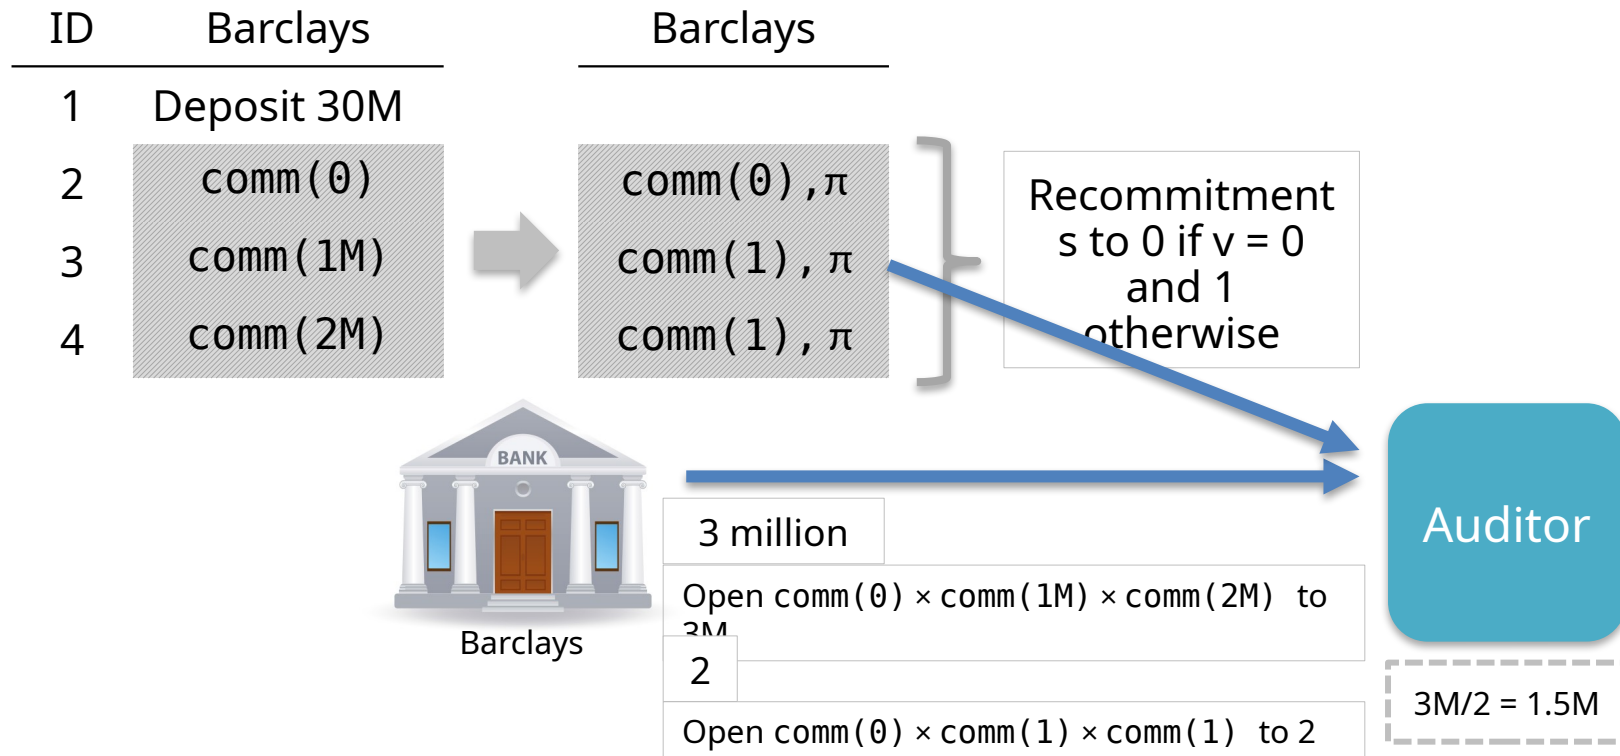 ID Barclays Barclays
1 Deposit 30M
2 comm(0) comm(0),π
3 comm(1M) comm(1),π
4 comm(2M) comm(1),π
Recommitment
s to 0 if v = 0
and 1
otherwise
BANK
Barclays
3 million
Open comm(0) × comm(1M) × comm(2M) to
3M
2
Open comm(0) × comm(1) × comm(1) to 2
Auditor
3M/2 = 1.5M